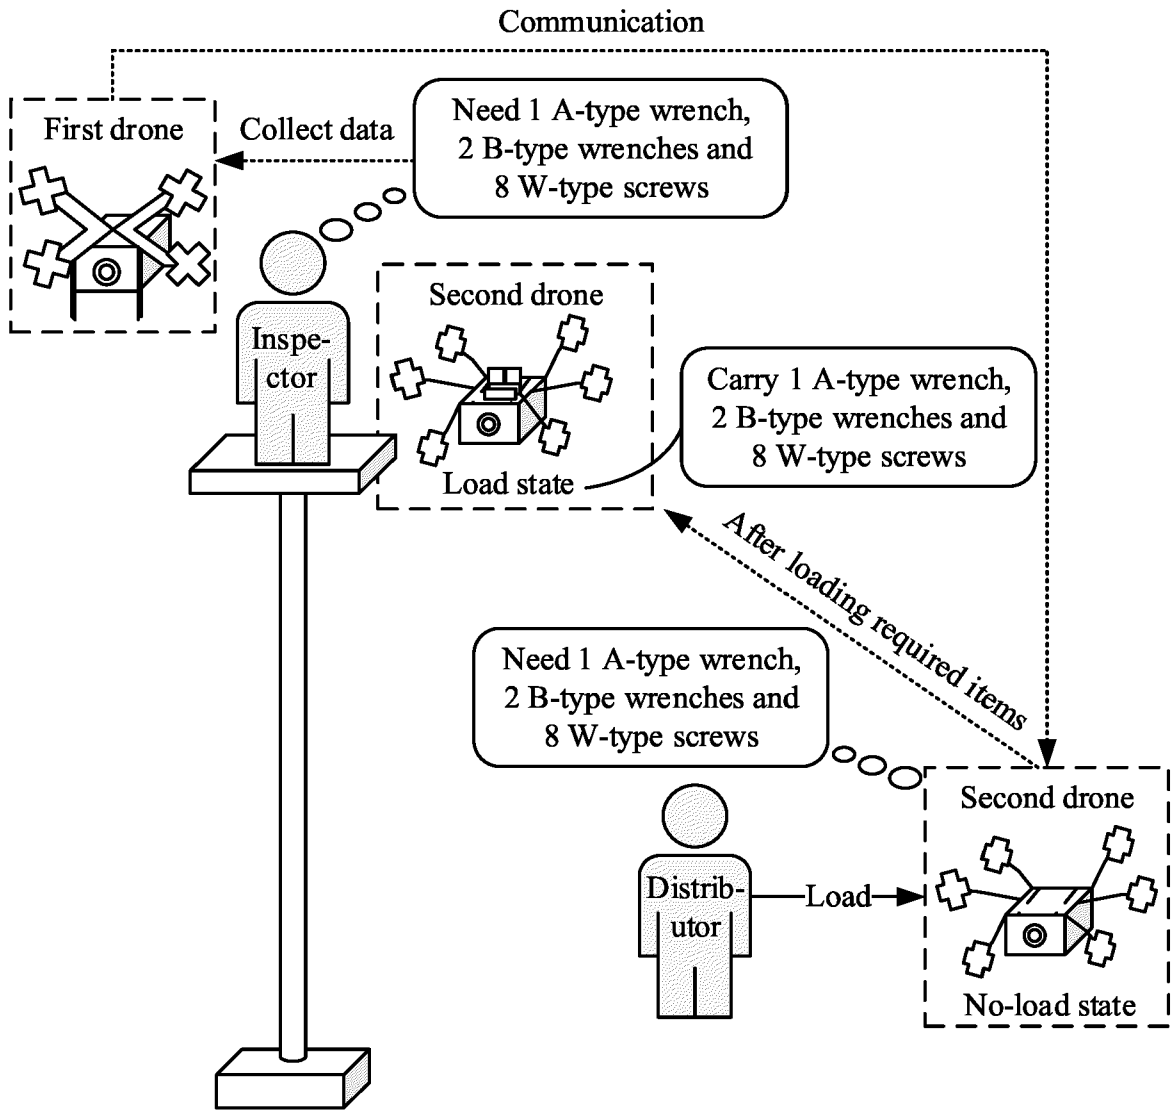 Communication
First drone
Collect data
Need 1 A-type wrench,
2 B-type wrenches and
8 W-type screws
Inspe-
ctor
Second drone
Load state
Carry 1 A-type wrench,
2 B-type wrenches and
8 W-type screws
After loading required items
Need 1 A-type wrench,
2 B-type wrenches and
8 W-type screws
Distrib-
utor
Load
Second drone
No-load state